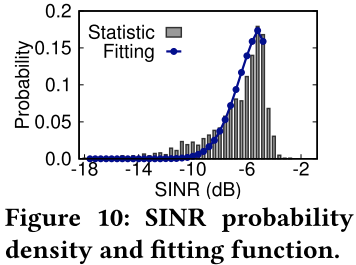 0.2
Statistic
Fitting
0.15
0.1
0.05
0.0
Probability
-18 -14 -10 -6 -2
SINR (dB)
Figure 10: SINR probability
density and fitting function.